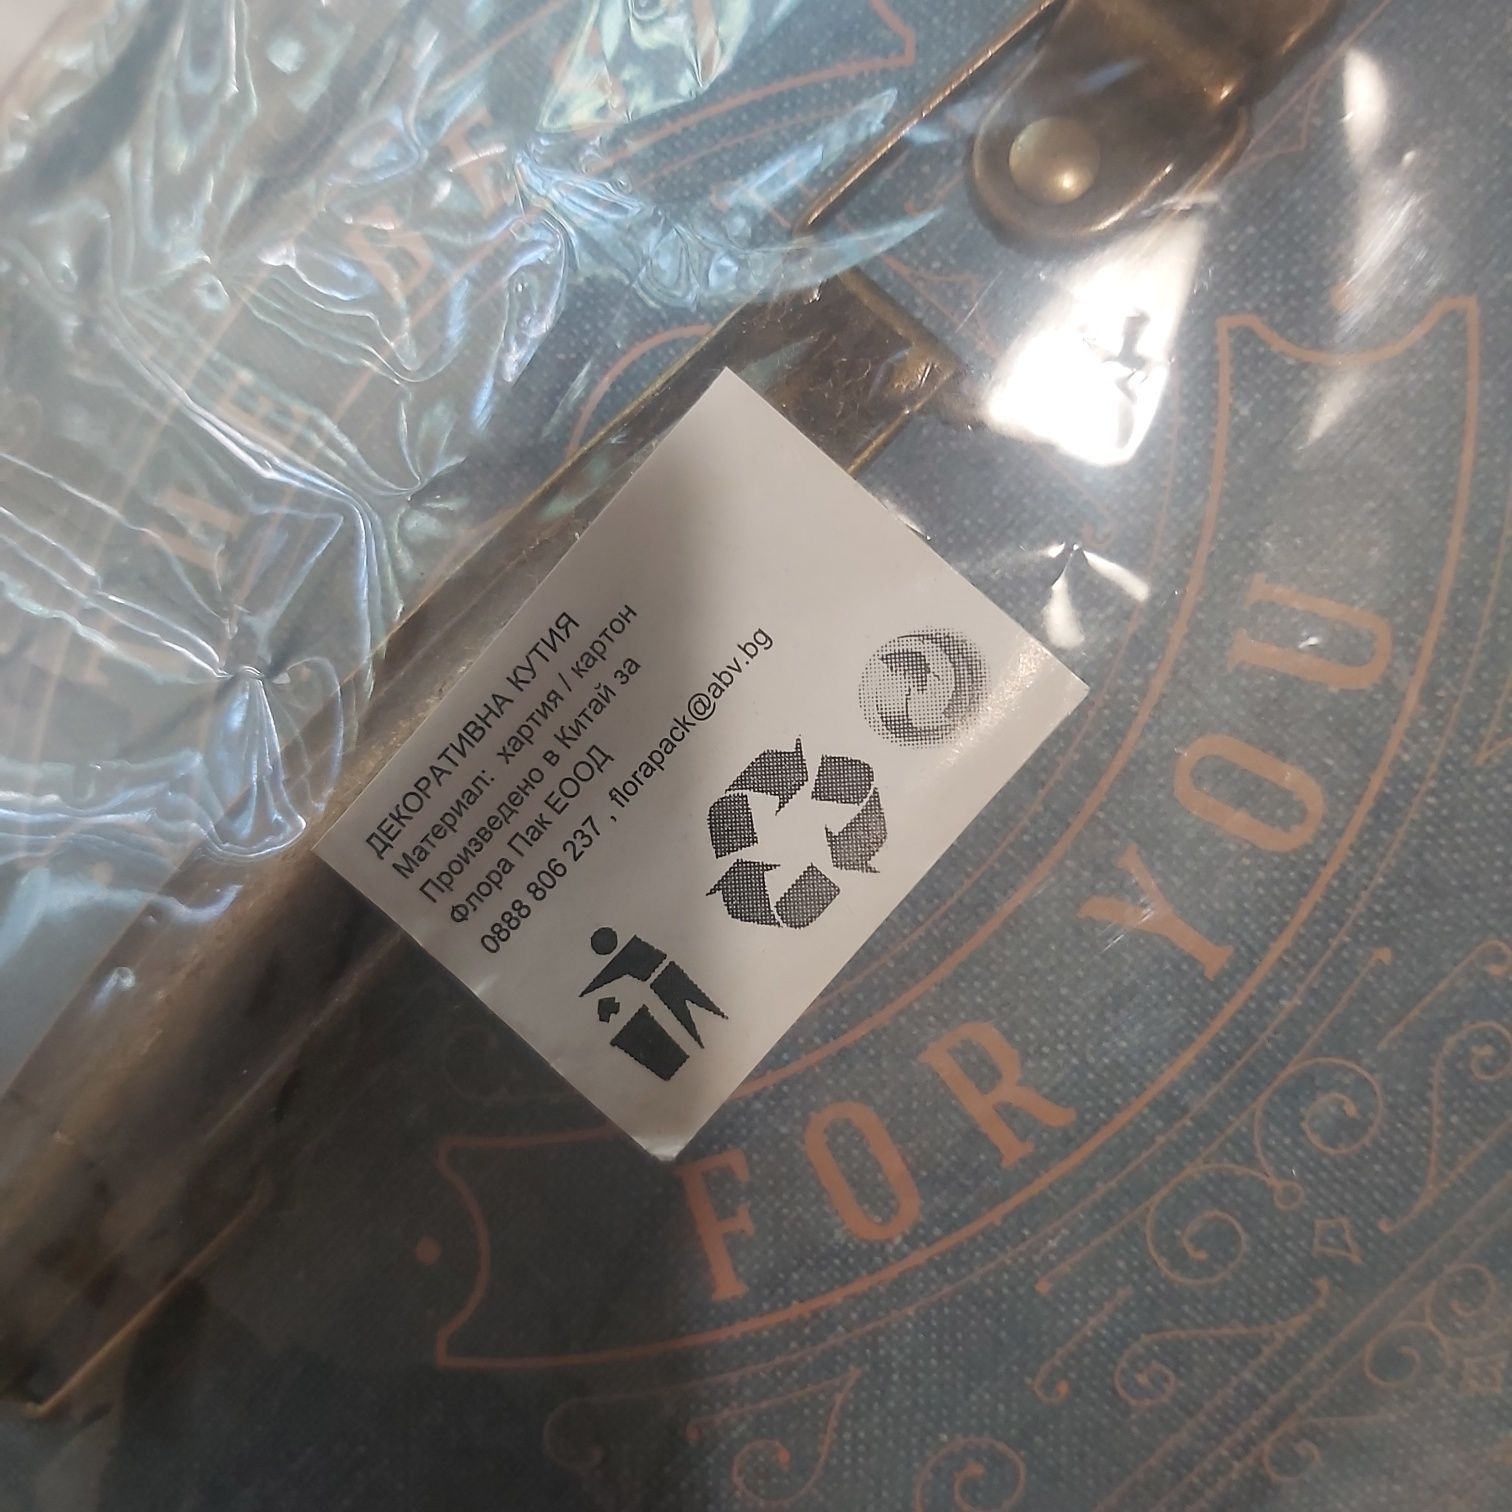 ДЕКОРАТИВНА КУТИЯ
Материал: хартия / картон
Произведено в Китай за
Флора Пак ЕООД
0888 806 237 , florapack@abv.bg
FOR YOU